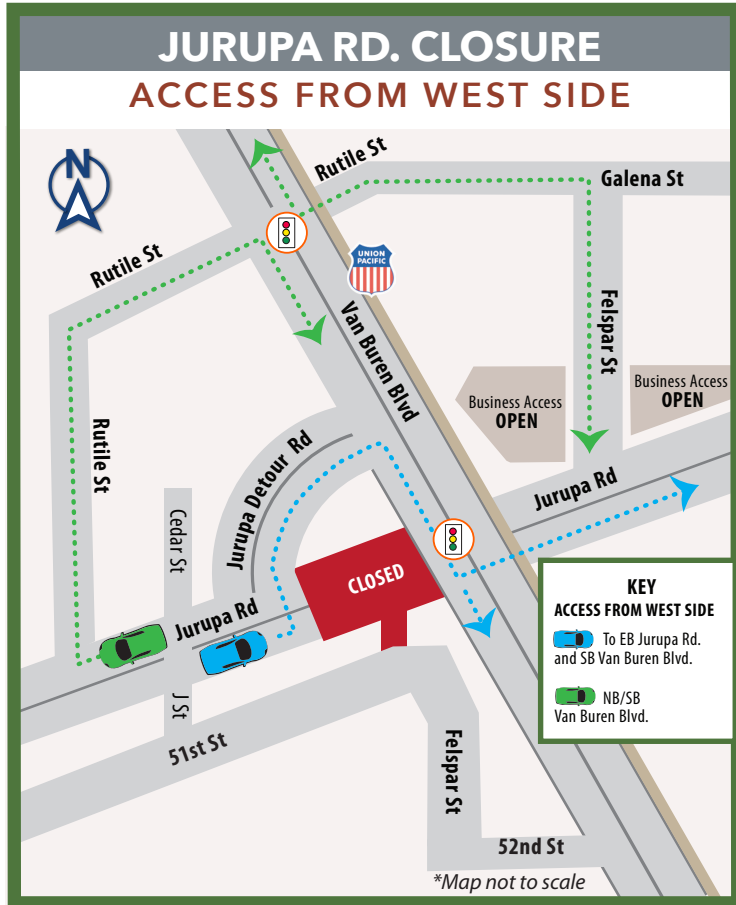 JURUPA RD. CLOSURE
ACCESS FROM WEST SIDE
N
Rutile St
Galena St
Rutile St
UNION
PACIFIC
Van Buren Blvd
Felspar St
Business Access
OPEN
Business Access
OPEN
Rutile St
Jurupa Detour Rd
Jurupa Rd
Cedar St
CLOSED
Jurupa Rd
J St
51st St
Felspar St
52nd St
*Map not to scale
KEY
ACCESS FROM WEST SIDE
To EB Jurupa Rd.
and SB Van Buren Blvd.
NB/SB
Van Buren Blvd.